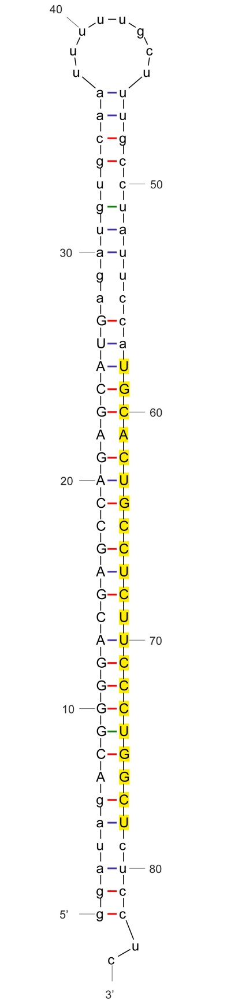 40
u u
u g
u c
u u
a u
a u
c g
g c
u c 50
g u
u a
30 a u
g u
a c
G c
U a
A U
C G
G C 60
A A
G C
20 A U
C G
C C
G C
A U
G C
C U
A U 70
G C
G C
10 G C
G U
C G
A G
g C
a U
u c
a u 80
g c
5’ g c
u
c
3’